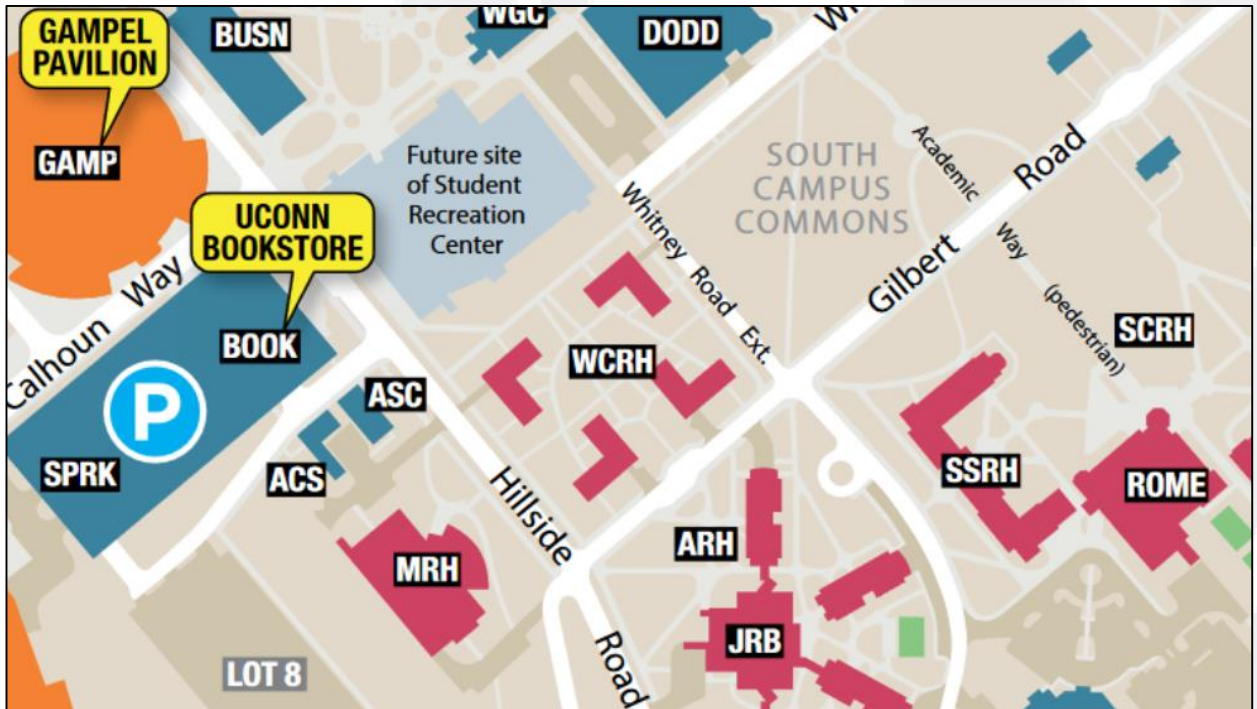 GAMPEL
PAVILION
BUSN
WGC
DODD
GAMP
UCONN
BOOKSTORE
Future site
of Student
Recreation
Center
SOUTH
CAMPUS
COMMONS
Academic
Way
(pedestrian)
Whitney Road Ext.
Gilbert Road
Calhoun Way
BOOK
P
SPRK
ASC
ACS
WCRH
SCRH
SSRH
ROME
Hillside
Road
MRH
ARH
JRB
LOT 8